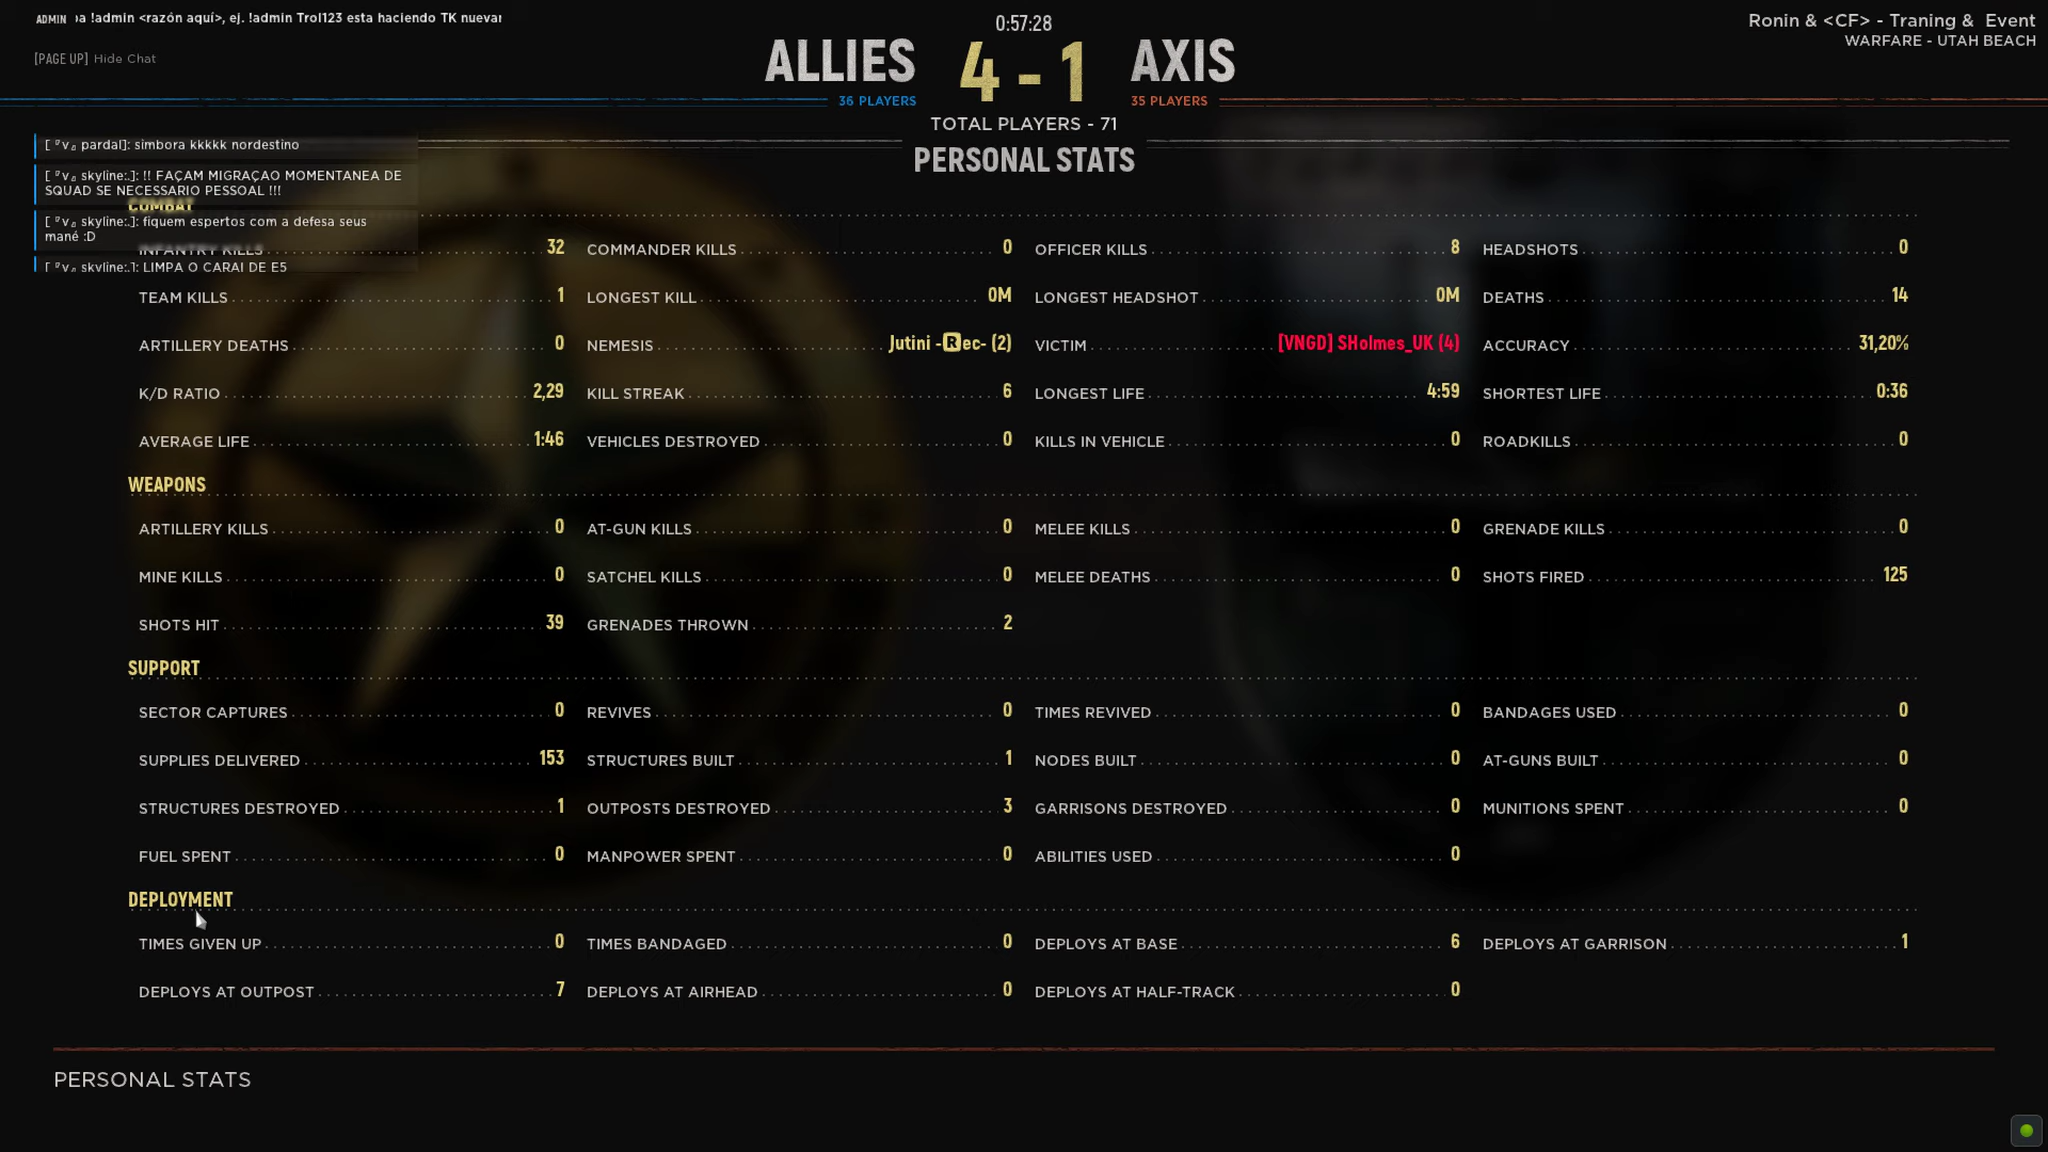 ADMIN oa !admin <razón aquí>, ej. !admin Trol123 esta haciendo TK nuevar
[PAGE UP] Hide Chat
0:57:28
ALLIES 4 - 1 AXIS
36 PLAYERS 35 PLAYERS
Ronin & <CF> - Traning & Event
WARFARE - UTAH BEACH
TOTAL PLAYERS - 71
PERSONAL STATS
pardal]: simbora kkkkk nordestino
skyline:.]: !! FAÇAM MIGRAÇAO MOMENTANEA DE
SQUAD SE NECESSARIO PESSOAL !!!
skyline:.]: fiquem espertos com a defesa seus
mané :D
skyline:.]: LIMPA O CARAI DE E5
COMBAT
INFANTRY KILLS 32 COMMANDER KILLS 0 OFFICER KILLS 8 HEADSHOTS 0
TEAM KILLS 1 LONGEST KILL 0M LONGEST HEADSHOT 0M DEATHS 14
ARTILLERY DEATHS 0 NEMESIS Jutini -🆁ec- (2) VICTIM [VNGD] SHolmes_UK (4) ACCURACY 31,20%
K/D RATIO 2,29 KILL STREAK 6 LONGEST LIFE 4:59 SHORTEST LIFE 0:36
AVERAGE LIFE 1:46 VEHICLES DESTROYED 0 KILLS IN VEHICLE 0 ROADKILLS 0
WEAPONS
ARTILLERY KILLS 0 AT-GUN KILLS 0 MELEE KILLS 0 GRENADE KILLS 0
MINE KILLS 0 SATCHEL KILLS 0 MELEE DEATHS 0 SHOTS FIRED 125
SHOTS HIT 39 GRENADES THROWN 2
SUPPORT
SECTOR CAPTURES 0 REVIVES 0 TIMES REVIVED 0 BANDAGES USED 0
SUPPLIES DELIVERED 153 STRUCTURES BUILT 1 NODES BUILT 0 AT-GUNS BUILT 0
STRUCTURES DESTROYED 1 OUTPOSTS DESTROYED 3 GARRISONS DESTROYED 0 MUNITIONS SPENT 0
FUEL SPENT 0 MANPOWER SPENT 0 ABILITIES USED 0
DEPLOYMENT
TIMES GIVEN UP 0 TIMES BANDAGED 0 DEPLOYS AT BASE 6 DEPLOYS AT GARRISON 1
DEPLOYS AT OUTPOST 7 DEPLOYS AT AIRHEAD 0 DEPLOYS AT HALF-TRACK 0
PERSONAL STATS